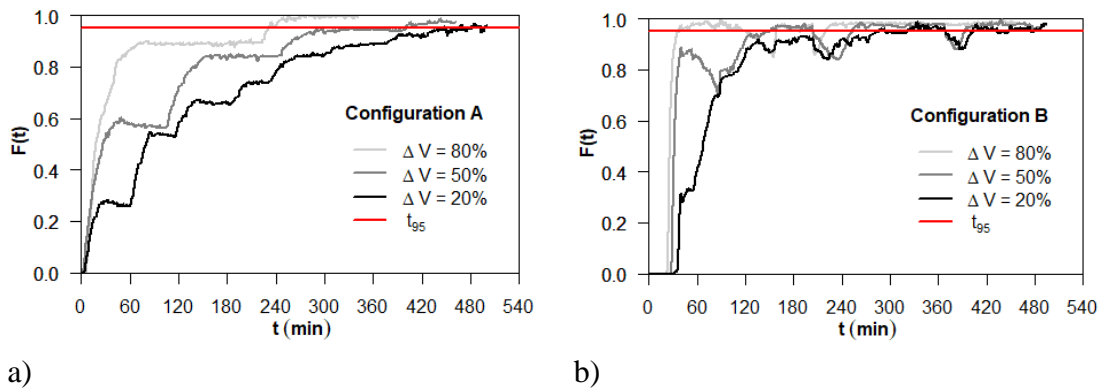 F(t)
1.0
0.8
0.6
0.4
0.2
0.0
Configuration A
Δ V = 80%
Δ V = 50%
Δ V = 20%
t95
0 60 120 180 240 300 360 420 480 540
t (min)
a)
F(t)
1.0
0.8
0.6
0.4
0.2
0.0
Configuration B
Δ V = 80%
Δ V = 50%
Δ V = 20%
t95
0 60 120 180 240 300 360 420 480 540
t (min)
b)